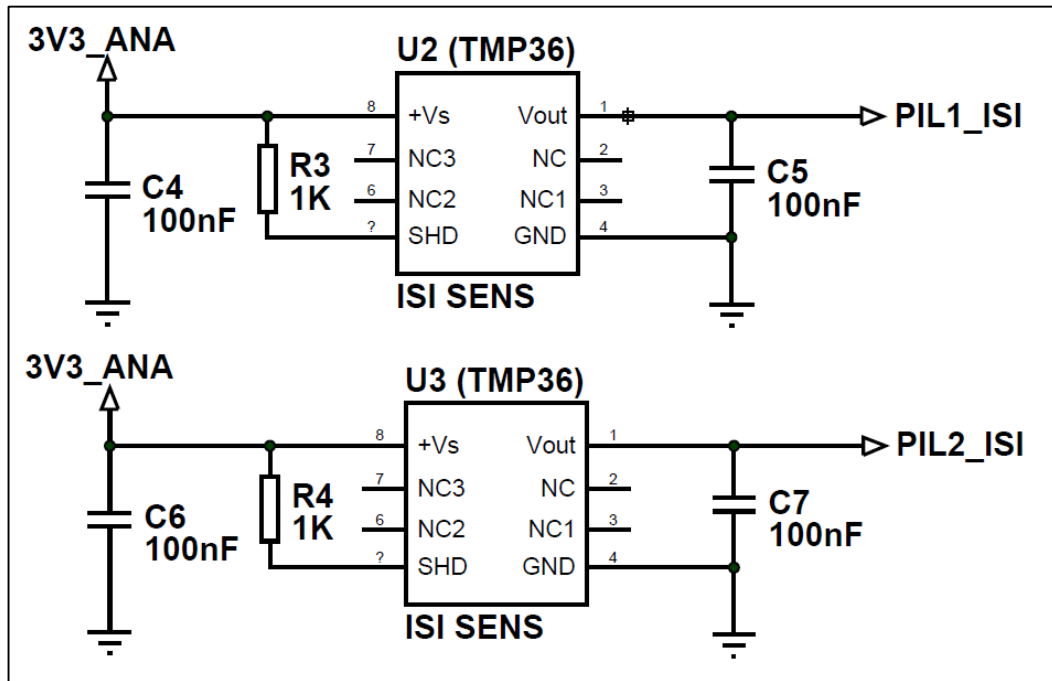 3V3_ANA
U2 (TMP36)
8 +Vs Vout 1
PIL1_ISI
7 NC3 NC 2
R3
1K
C4
100nF
C5
100nF
6 NC2 NC1 3
? SHD GND 4
ISI SENS
3V3_ANA
U3 (TMP36)
8 +Vs Vout 1
PIL2_ISI
7 NC3 NC 2
R4
1K
C6
100nF
C7
100nF
6 NC2 NC1 3
? SHD GND 4
ISI SENS